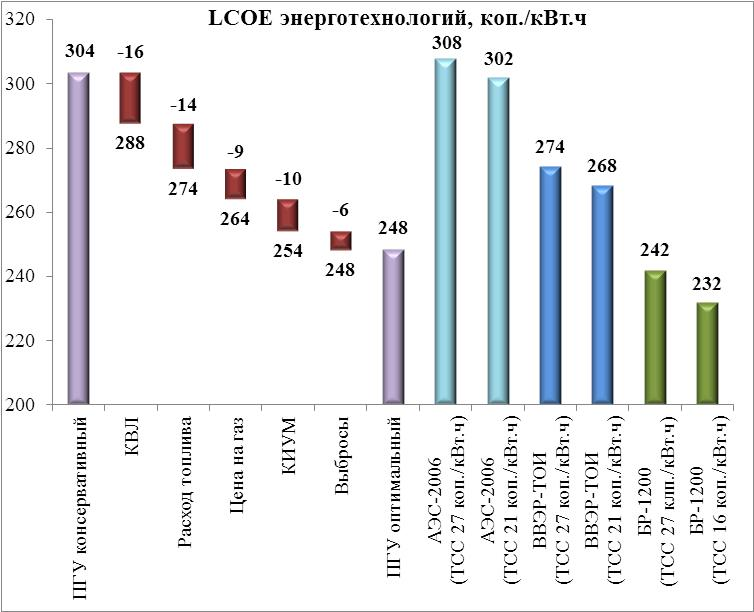 LCOE энерготехнологий, коп./кВт.ч
320
300
280
260
240
220
200
304
-16
288
-14
274
-9
264
-10
254
-6
248
248
308
302
274
268
242
232
ПГУ консервативный
КВЛ
Расход топлива
Цена на газ
КИУМ
Выбросы
ПГУ оптимальный
АЭС-2006
(ТСС 27 коп./кВт.ч)
АЭС-2006
(ТСС 21 коп./кВт.ч)
ВВЭР-ТОИ
(ТСС 27 коп./кВт.ч)
ВВЭР-ТОИ
(ТСС 21 коп./кВт.ч)
БР-1200
(ТСС 27 клп./кВт.ч)
БР-1200
(ТСС 16 коп./кВт.ч)